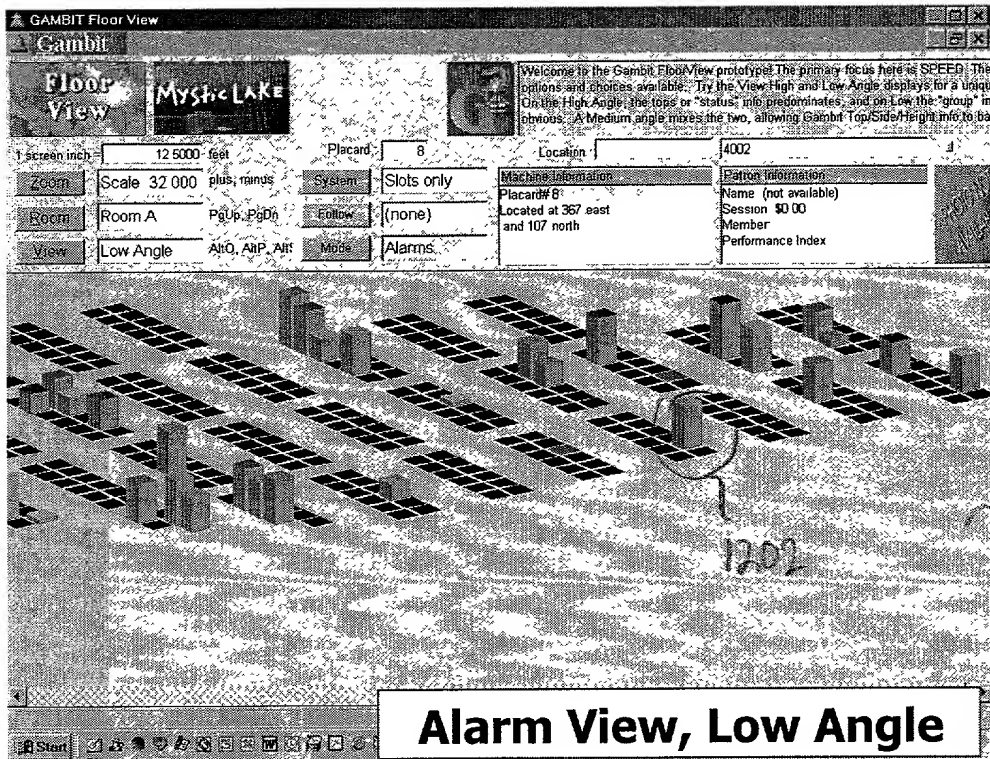 GAMBIT Floor View
Gambit
Floor
View
Mystic Lake
Welcome to the Gambit FloorView prototype! The primary focus here is SPEED. The
options and choices available. Try the View High and Low Angle displays for a uniqu
On the High Angle, the tops or "status" info predominates, and on Low the "group" in
obvious. A Medium angle mixes the two, allowing Gambit Top/Side/Height info to ba
1 screen inch = 12.5000 feet
Placard: 8
Location: 4002
Zoom Scale 32.000 plus, minus
System Slots only
Room Room A PgUp, PgDn
Follow (none)
View Low Angle
Mode Alarms
Machine Information
Placard# 8
Located at 367 east
and 107 north
Patron Information
Name (not available)
Session $0.00
Member
Performance Index
1202
Start
Alarm View, Low Angle